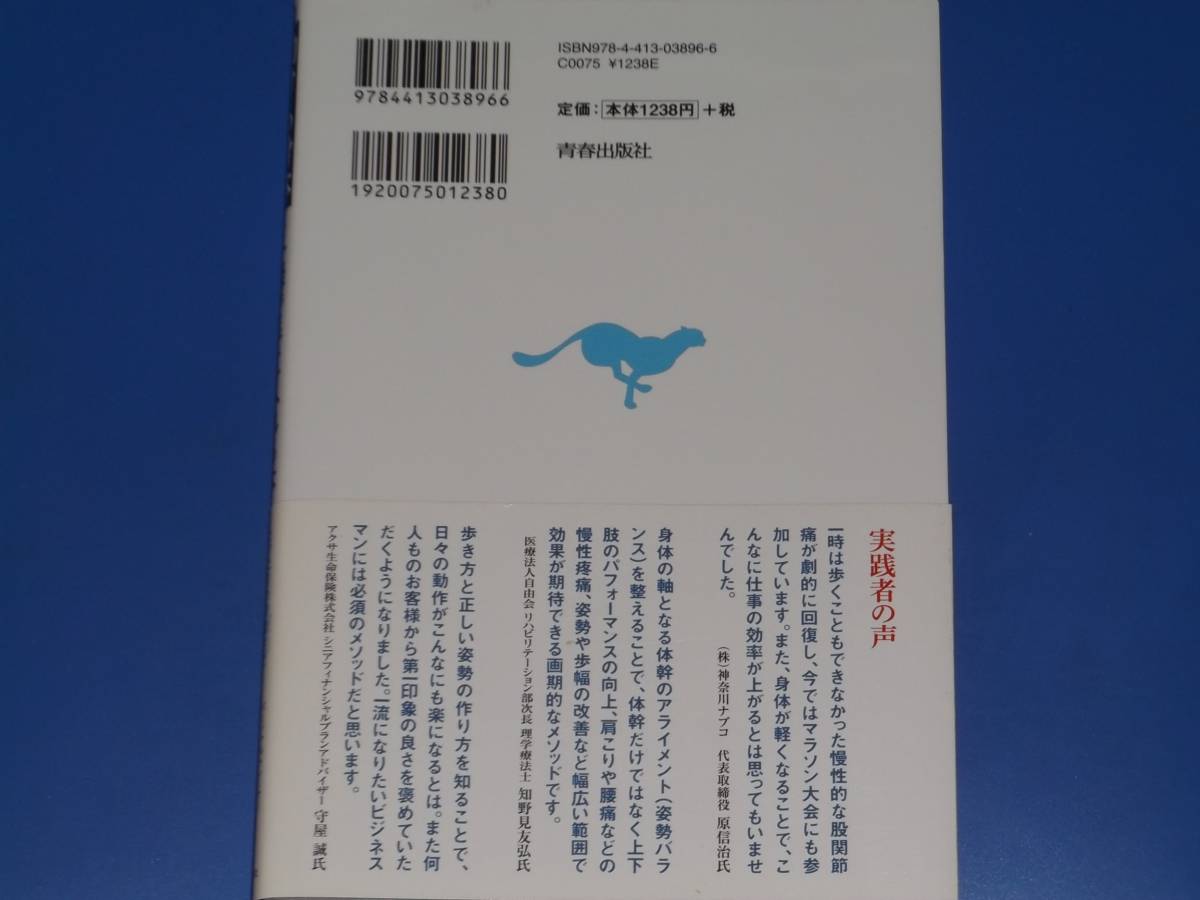 ISBN978-4-413-03896-6
C0075 ¥1238E
9784413038966
定価：本体1238円＋税
青春出版社
1920075012380
実践者の声
一時は歩くこともできなかった慢性的な股関節
痛が劇的に回復し、今ではマラソン大会にも参
加しています。また、身体が軽くなることで、こ
んなに仕事の効率が上がるとは思ってもいませ
んでした。
（株）神奈川ナブコ 代表取締役 原信治氏
身体の軸となる体幹のアライメント（姿勢バラ
ンス）を整えることで、体幹だけではなく上下
肢のパフォーマンスの向上、肩こりや腰痛などの
慢性疼痛、姿勢や歩幅の改善など幅広い範囲で
効果が期待できる画期的なメソッドです。
医療法人自由会 リハビリテーション部次長 理学療法士 知野見友弘氏
歩き方と正しい姿勢の作り方を知ることで、
日々の動作がこんなにも楽になるとは。また何
人ものお客様から第一印象の良さを褒めていた
だくようになりました。一流になりたいビジネス
マンには必須のメソッドだと思います。
アクサ生命保険株式会社 シニアフィナンシャルプランアドバイザー 守屋 誠氏